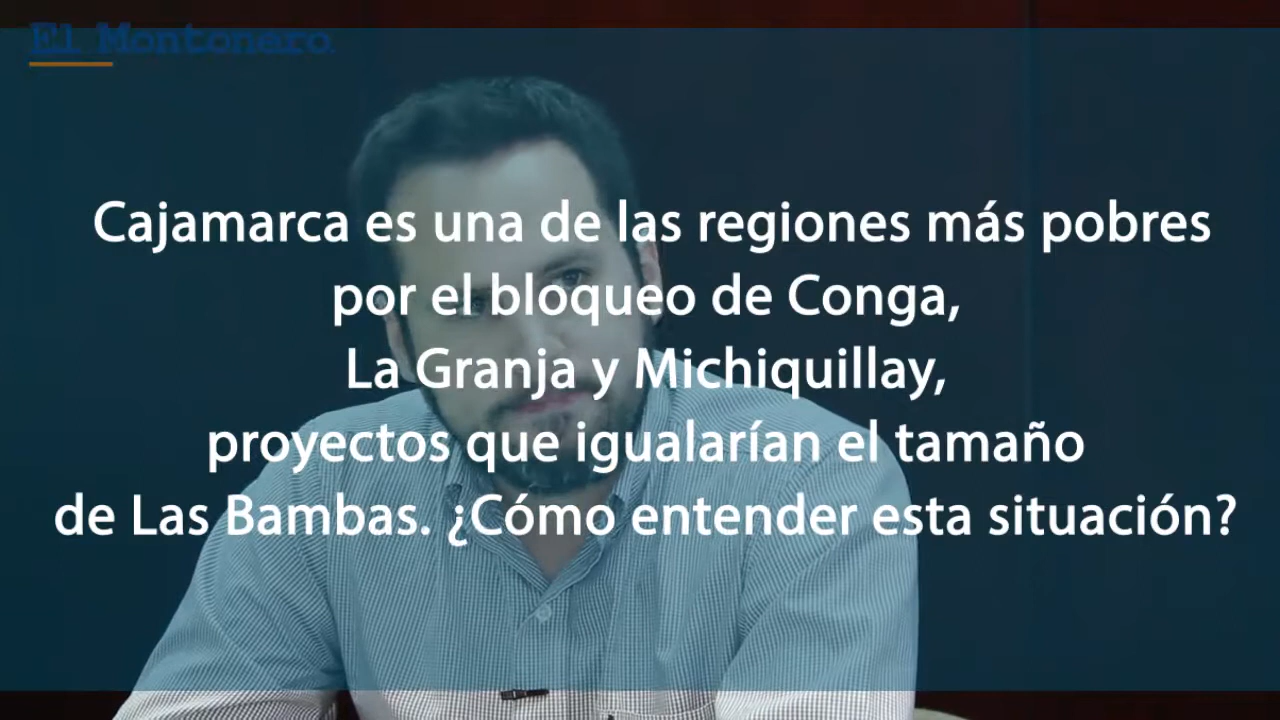 El Montonero
Cajamarca es una de las regiones más pobres
por el bloqueo de Conga,
La Granja y Michiquillay,
proyectos que igualarían el tamaño
de Las Bambas. ¿Cómo entender esta situación?